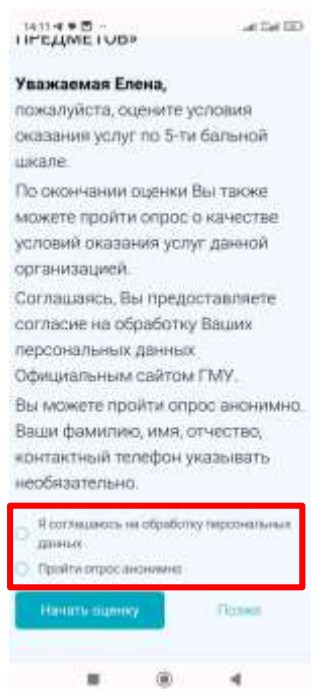 14:11
ПРЕДМЕТОВ»
Уважаемая Елена,
пожалуйста, оцените условия
оказания услуг по 5-ти бальной
шкале.
По окончании оценки Вы также
можете пройти опрос о качестве
условий оказания услуг данной
организацией.
Соглашаясь, Вы предоставляете
согласие на обработку Ваших
персональных данных
Официальным сайтом ГМУ.
Вы можете пройти опрос анонимно.
Ваши фамилию, имя, отчество,
контактный телефон указывать
необязательно.
Я соглашаюсь на обработку персональных
данных
Пройти опрос анонимно
Начать оценку
Позже